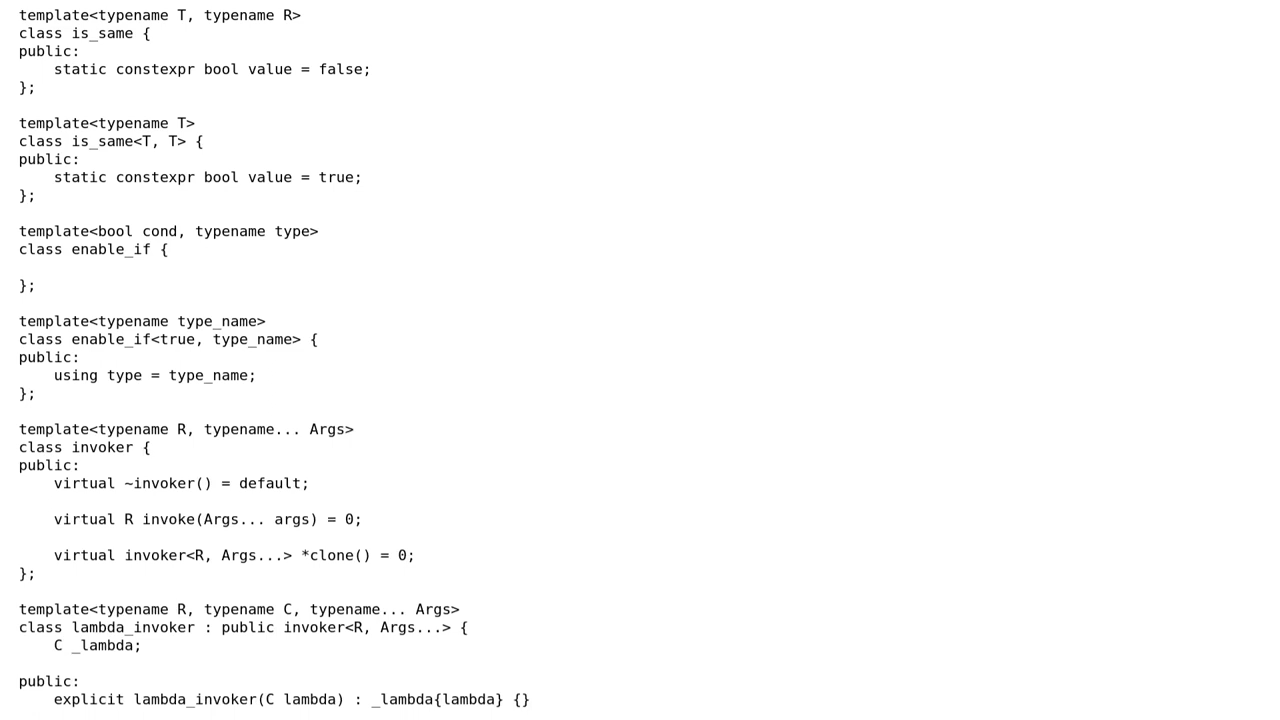 template<typename T, typename R>
class is_same {
public:
    static constexpr bool value = false;
};

template<typename T>
class is_same<T, T> {
public:
    static constexpr bool value = true;
};

template<bool cond, typename type>
class enable_if {

};

template<typename type_name>
class enable_if<true, type_name> {
public:
    using type = type_name;
};

template<typename R, typename... Args>
class invoker {
public:
    virtual ~invoker() = default;

    virtual R invoke(Args... args) = 0;

    virtual invoker<R, Args...> *clone() = 0;
};

template<typename R, typename C, typename... Args>
class lambda_invoker : public invoker<R, Args...> {
    C _lambda;

public:
    explicit lambda_invoker(C lambda) : _lambda{lambda} {}